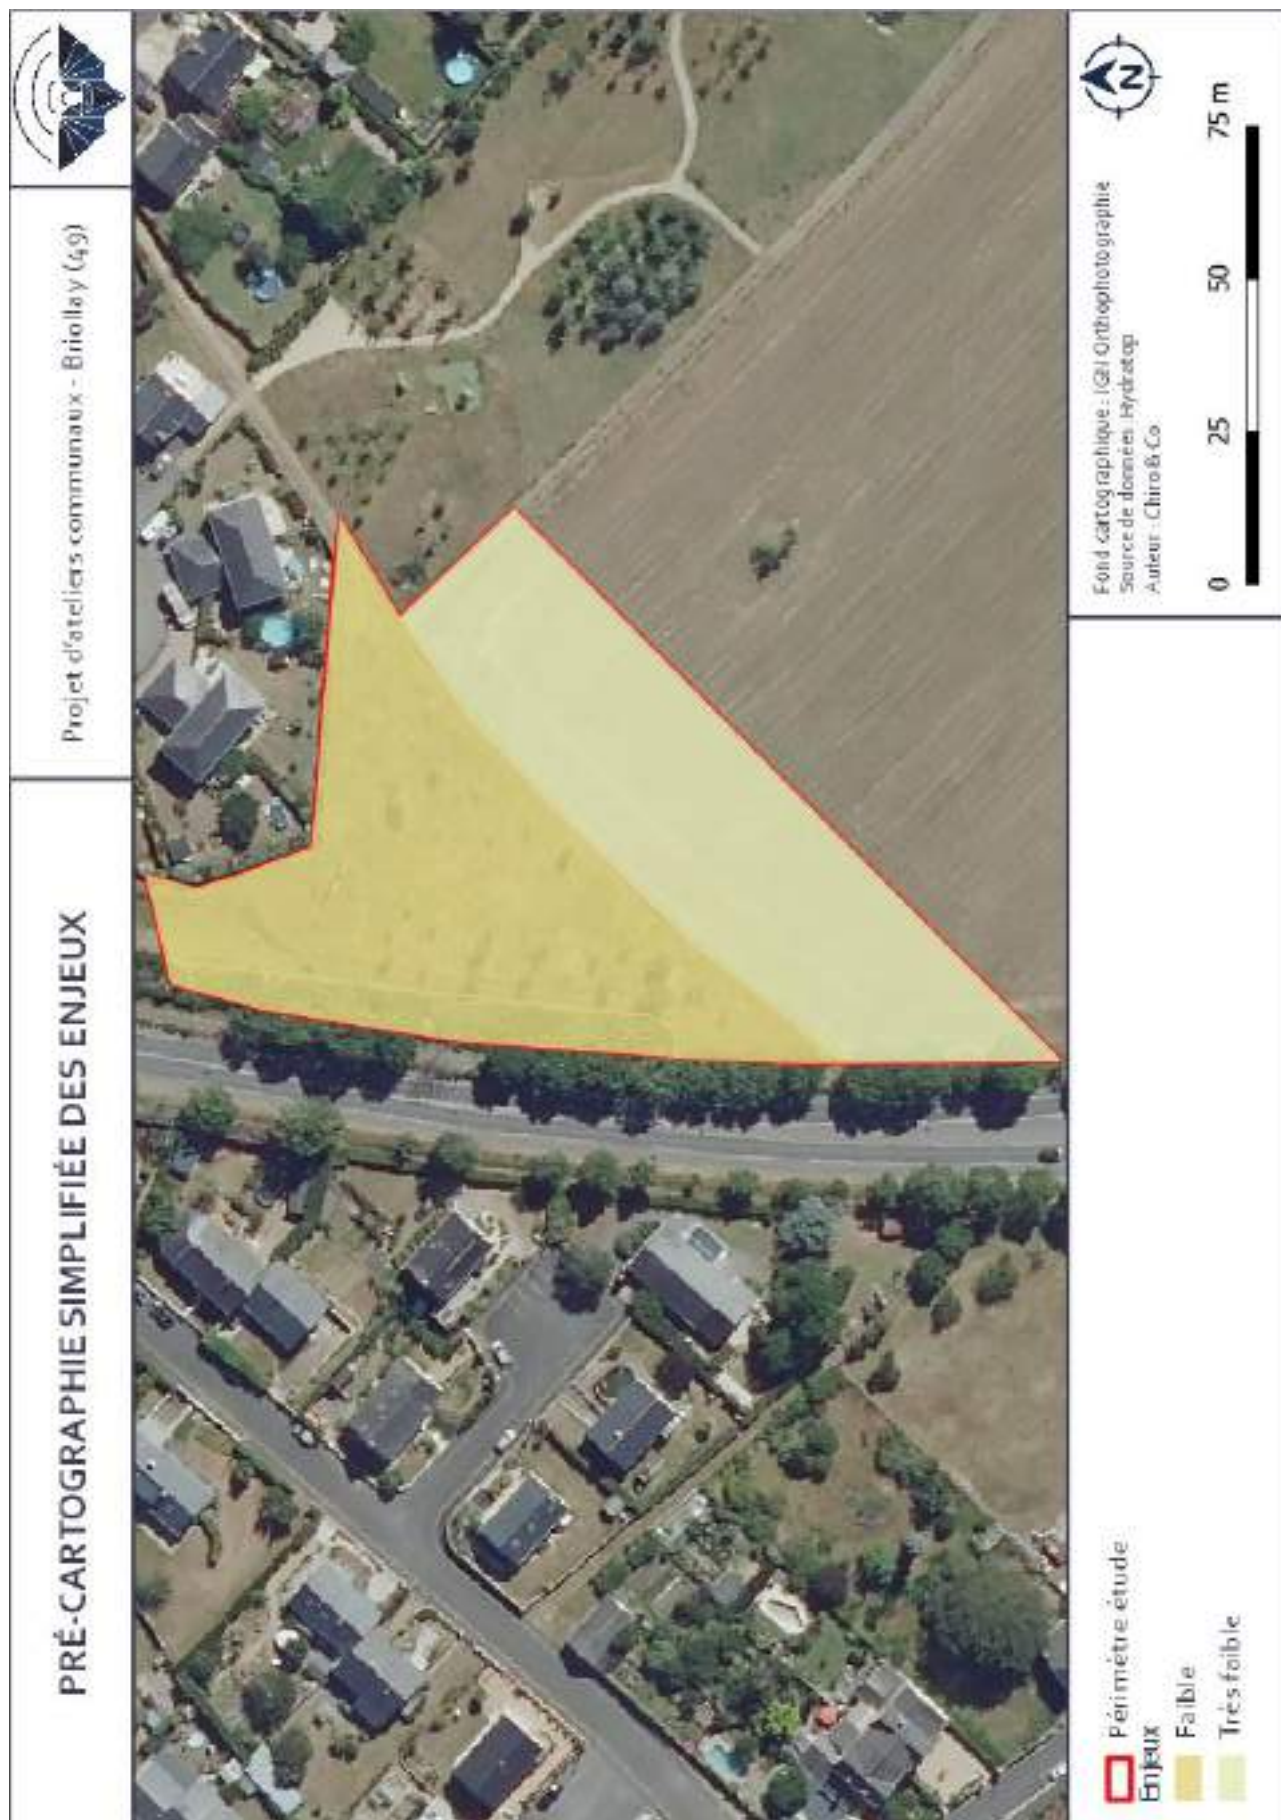 PRÉ-CARTOGRAPHIE SIMPLIFIÉE DES ENJEUX
Projet d'ateliers communaux - Briollay (49)
Périmètre étude
Enjeux
Faible
Très faible
Fond cartographique : IGN Orthophotographie
Source de données : Hydratop
Auteur : Chiro & Co
N
0 25 50 75 m